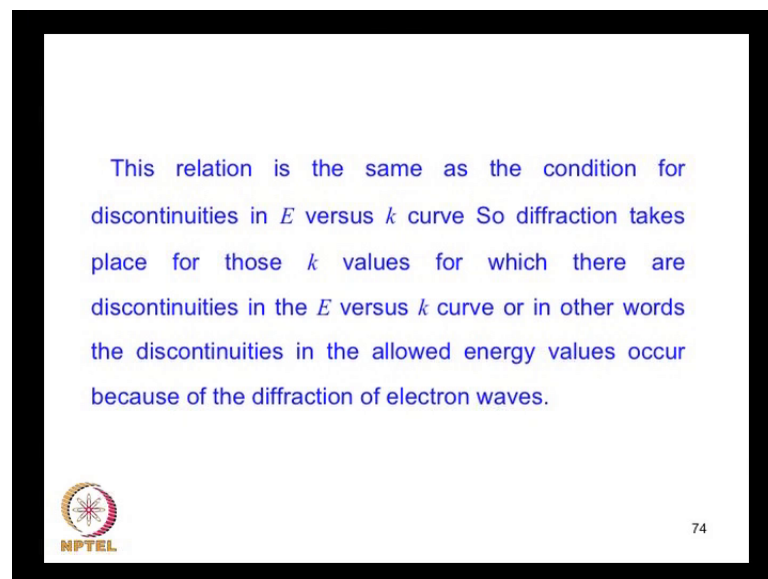 This relation is the same as the condition for
discontinuities in E versus k curve So diffraction takes
place for those k values for which there are
discontinuities in the E versus k curve or in other words
the discontinuities in the allowed energy values occur
because of the diffraction of electron waves.
NPTEL
74